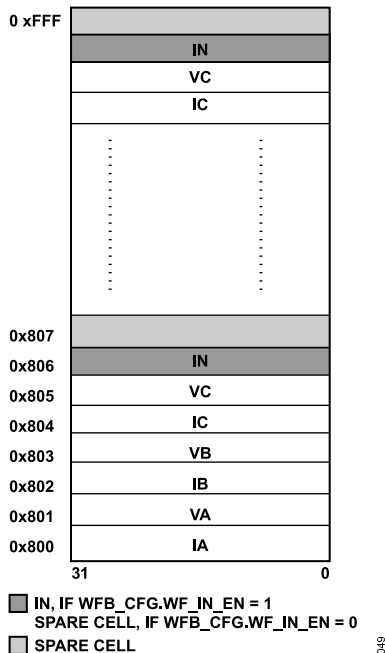 0 xFFF
IN
VC
IC
0x807
0x806 IN
0x805 VC
0x804 IC
0x803 VB
0x802 IB
0x801 VA
0x800 IA
31 0
IN, IF WFB_CFG.WF_IN_EN = 1
SPARE CELL, IF WFB_CFG.WF_IN_EN = 0
SPARE CELL
049